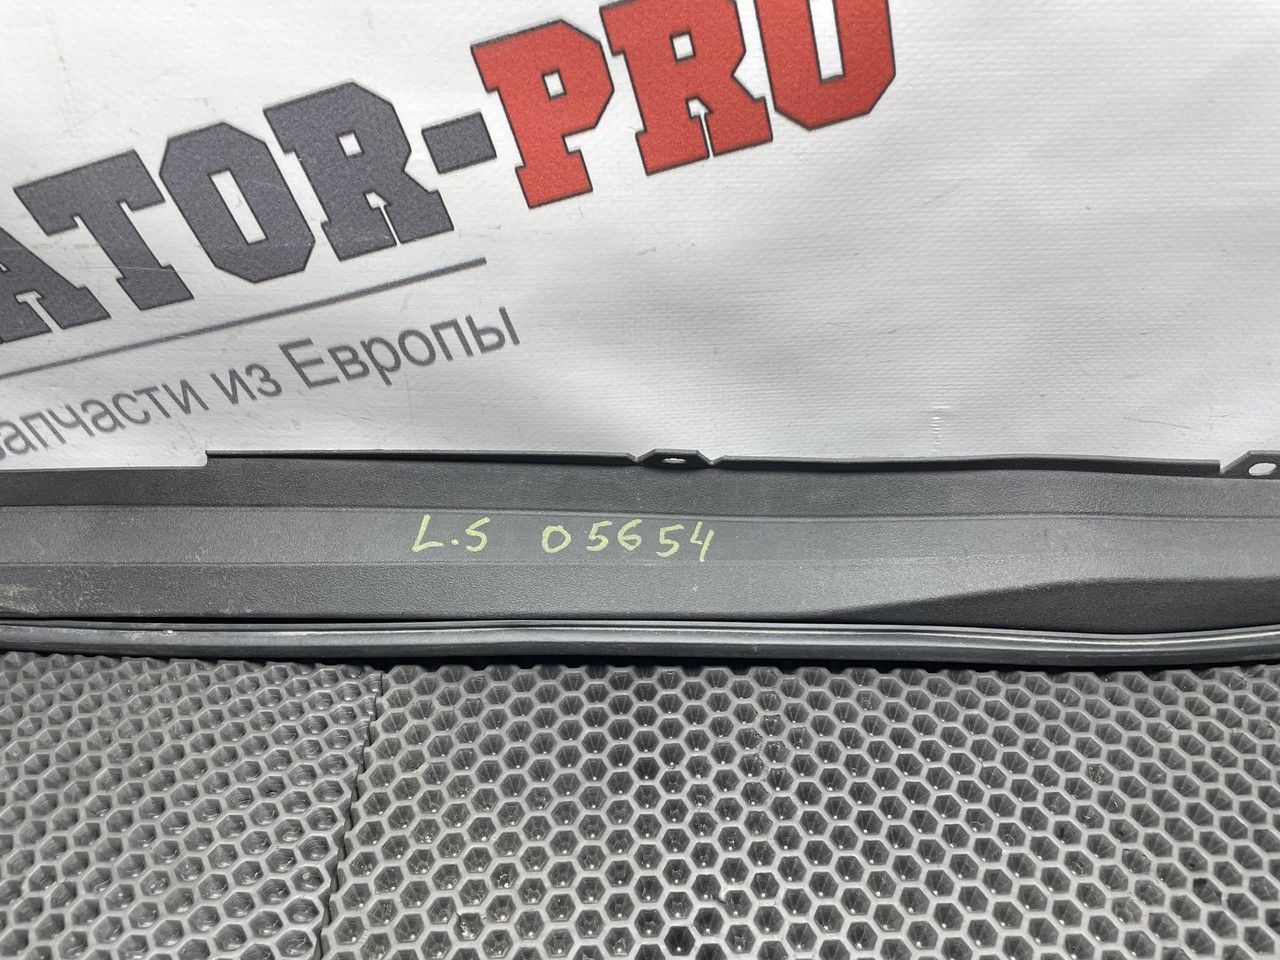 ATOR-PRO
запчасти из Европы
L.S 05654